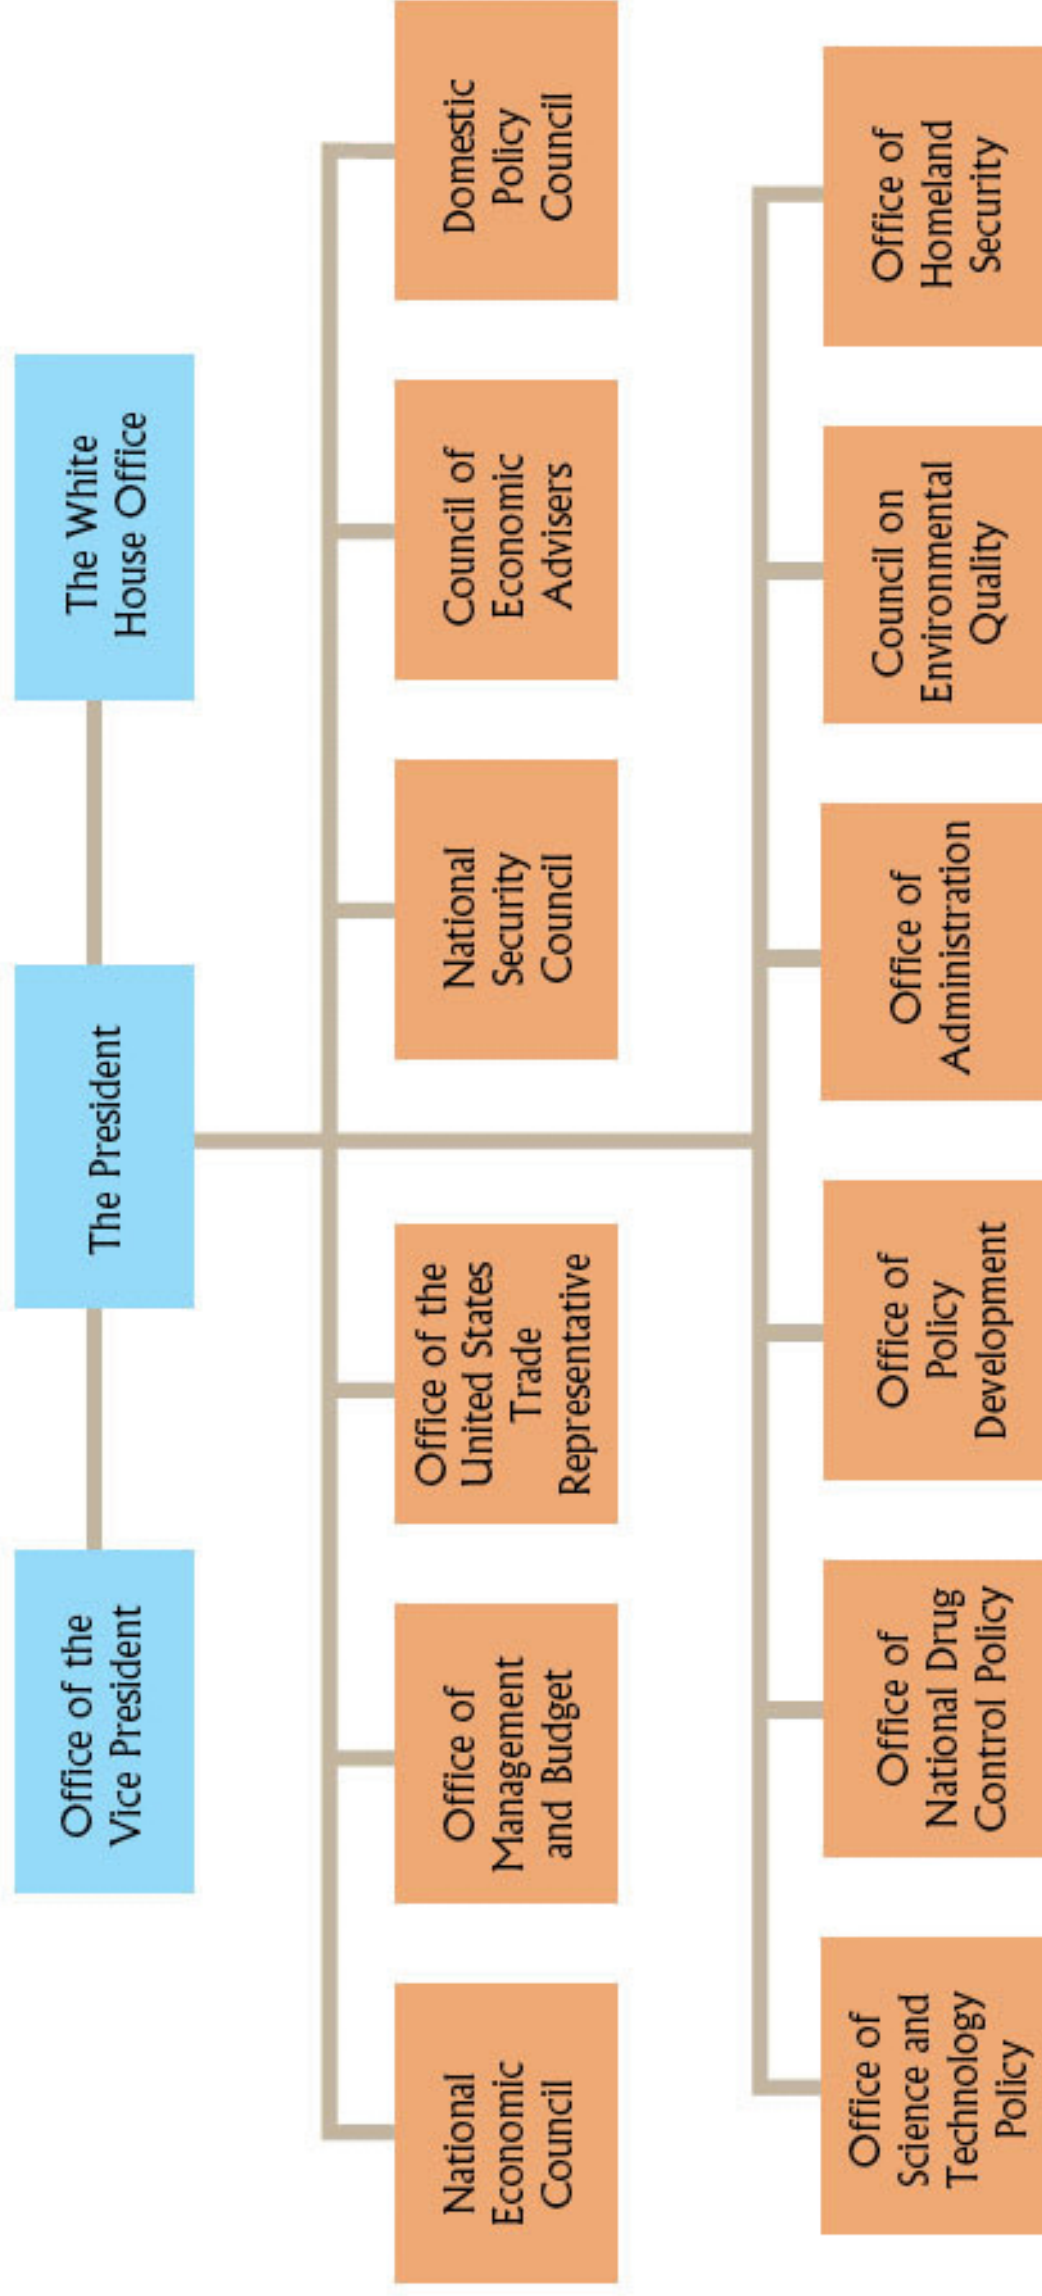 Office of the
Vice President
The President
The White
House Office
National
Economic
Council
Office of
Management
and Budget
Office of the
United States
Trade
Representative
National
Security
Council
Council of
Economic
Advisers
Domestic
Policy
Council
Office of
Science and
Technology
Policy
Office of
National Drug
Control Policy
Office of
Policy
Development
Office of
Administration
Council on
Environmental
Quality
Office of
Homeland
Security